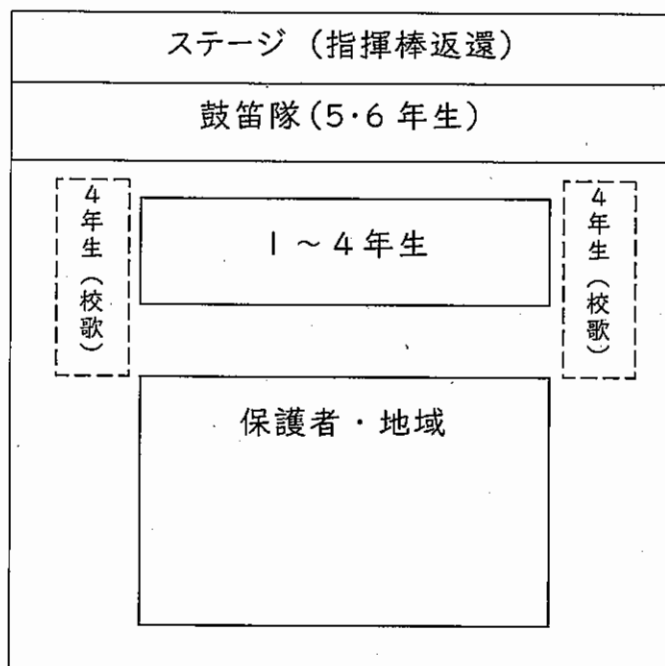 ステージ（指揮棒返還）
鼓笛隊（5・6年生）
4年生（校歌）
1～4年生
4年生（校歌）
保護者・地域